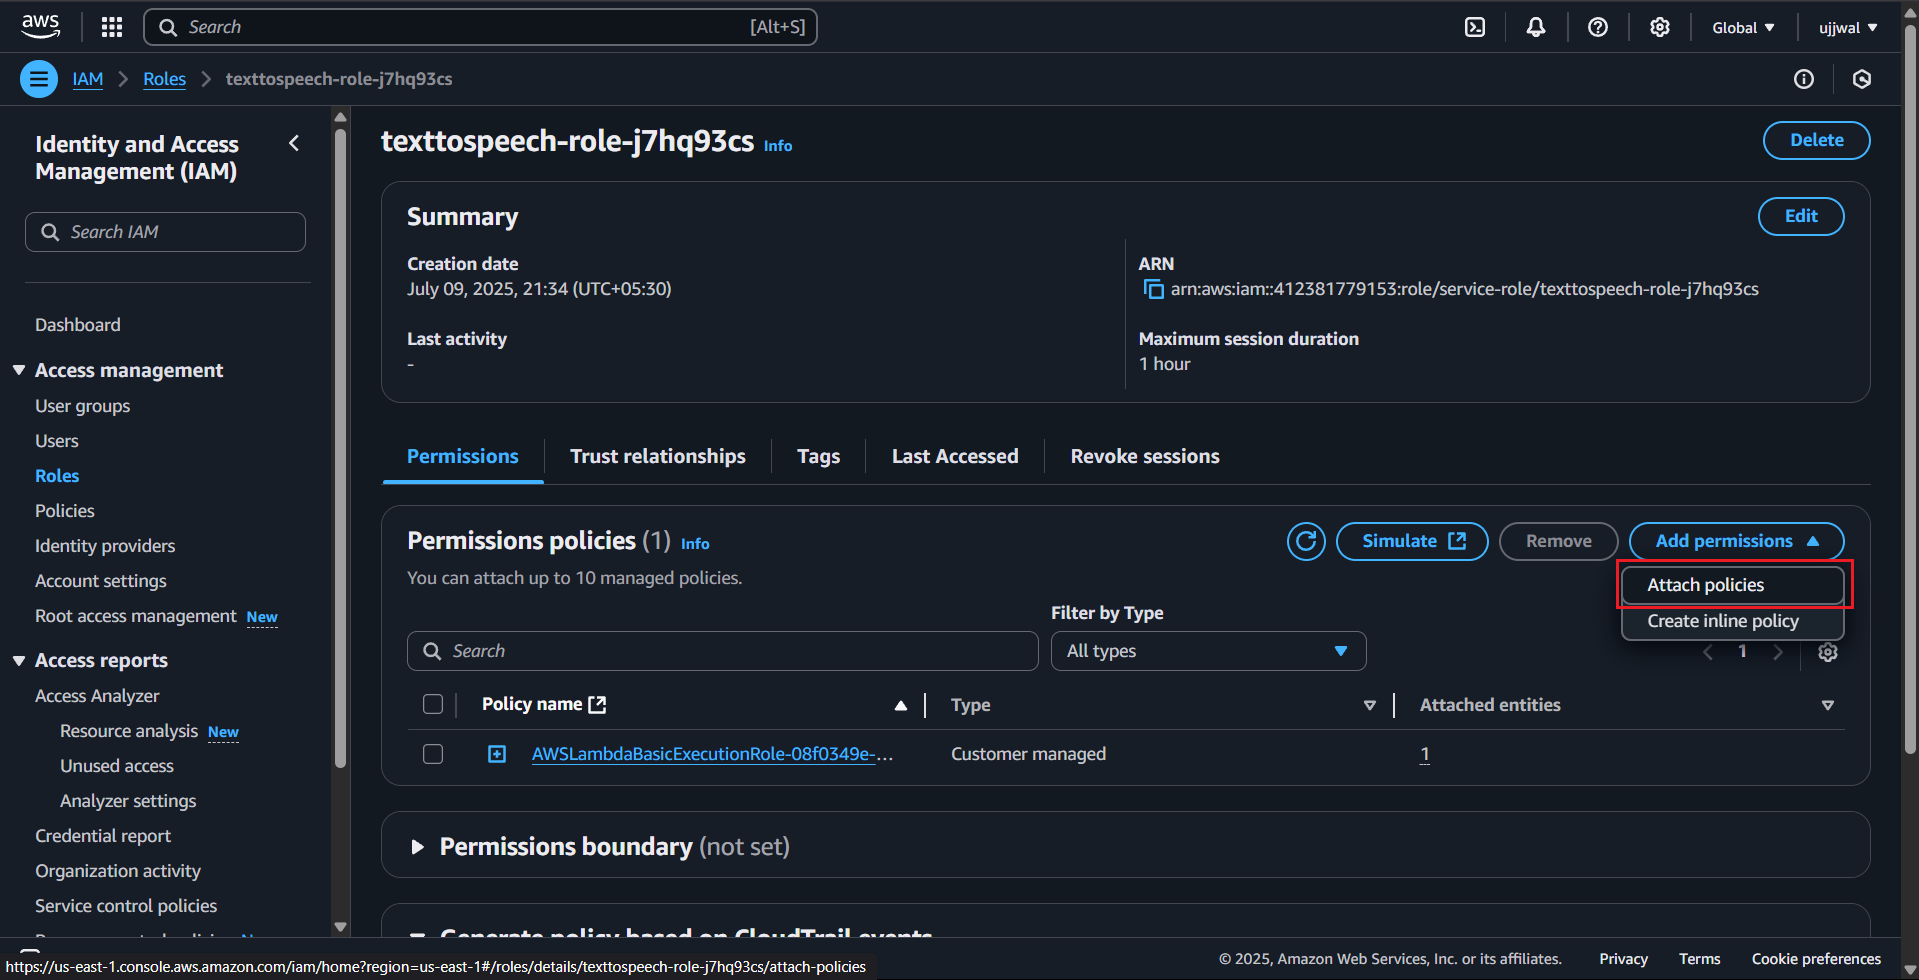 aws
Search [Alt+S]
Global ujjwal
IAM Roles texttospeech-role-j7hq93cs
Identity and Access
Management (IAM)
Search IAM
Dashboard
Access management
User groups
Users
Roles
Policies
Identity providers
Account settings
Root access management New
Access reports
Access Analyzer
Resource analysis New
Unused access
Analyzer settings
Credential report
Organization activity
Service control policies
texttospeech-role-j7hq93cs Info
Delete
Summary
Edit
Creation date
July 09, 2025, 21:34 (UTC+05:30)
ARN
arn:aws:iam::412381779153:role/service-role/texttospeech-role-j7hq93cs
Last activity
-
Maximum session duration
1 hour
Permissions Trust relationships Tags Last Accessed Revoke sessions
Permissions policies (1) Info
Simulate Remove Add permissions
You can attach up to 10 managed policies.
Attach policies
Create inline policy
Filter by Type
Search All types 1
Policy name Type Attached entities
AWSLambdaBasicExecutionRole-08f0349e-... Customer managed 1
Permissions boundary (not set)
Generate policy based on CloudTrail events
https://us-east-1.console.aws.amazon.com/iam/home?region=us-east-1#/roles/details/texttospeech-role-j7hq93cs/attach-policies
© 2025, Amazon Web Services, Inc. or its affiliates. Privacy Terms Cookie preferences